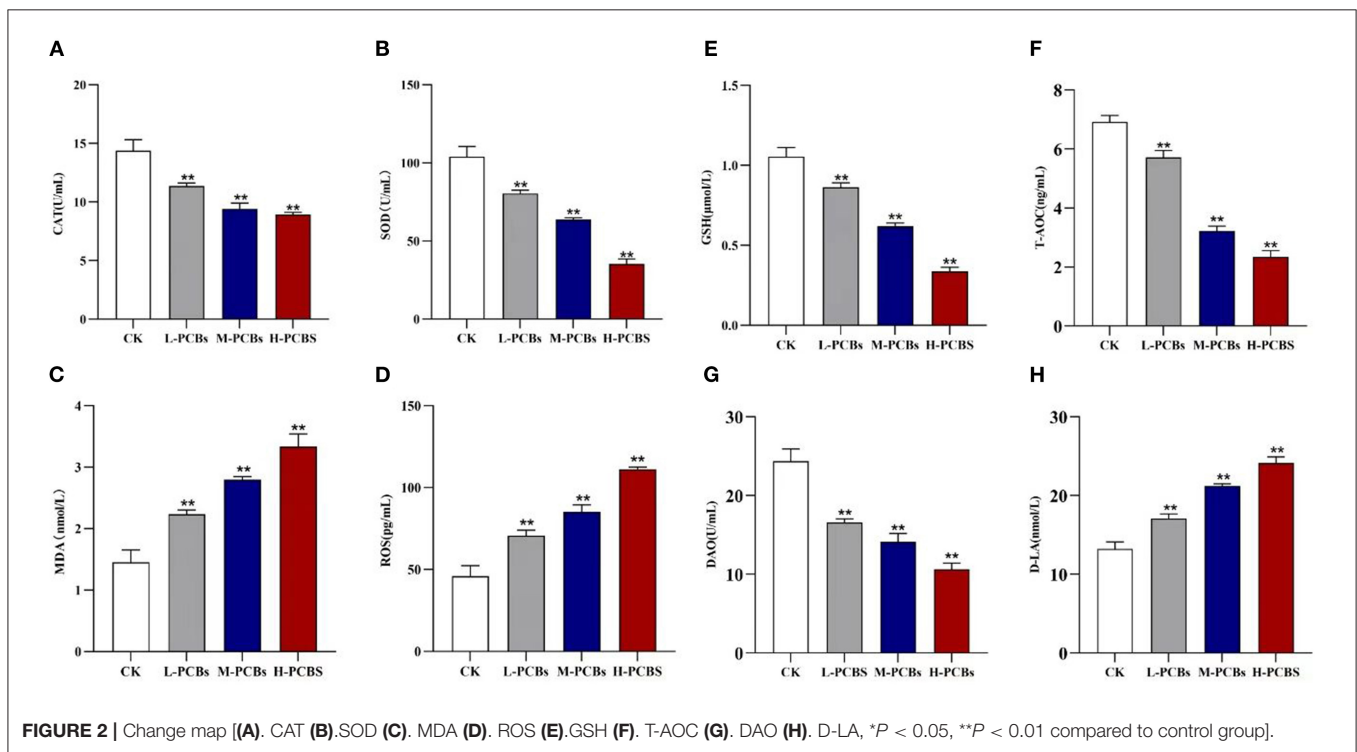 A
CAT(U/mL)
20
15
10
5
0
** ** **
CK L-PCBs M-PCBs H-PCBS
B
SOD(U/mL)
150
100
50
0
** ** **
CK L-PCBs M-PCBs H-PCBS
E
GSH(μmol/L)
1.5
1.0
0.5
0.0
** ** **
CK L-PCBs M-PCBs H-PCBS
F
T-AOC(ng/mL)
8
6
4
2
0
** ** **
CK L-PCBs M-PCBs H-PCBS
C
MDA(nmol/L)
4
3
2
1
0
** ** **
CK L-PCBs M-PCBs H-PCBS
D
ROS(pg/mL)
150
100
50
0
** ** **
CK L-PCBs M-PCBs H-PCBS
G
DAO(U/mL)
30
20
10
0
** ** **
CK L-PCBS M-PCBs H-PCBs
H
D-LA(nmol/L)
30
20
10
0
** ** **
CK L-PCBs M-PCBs H-PCBS
FIGURE 2 | Change map [(A). CAT (B).SOD (C). MDA (D). ROS (E).GSH (F). T-AOC (G). DAO (H). D-LA, *P < 0.05, **P < 0.01 compared to control group].